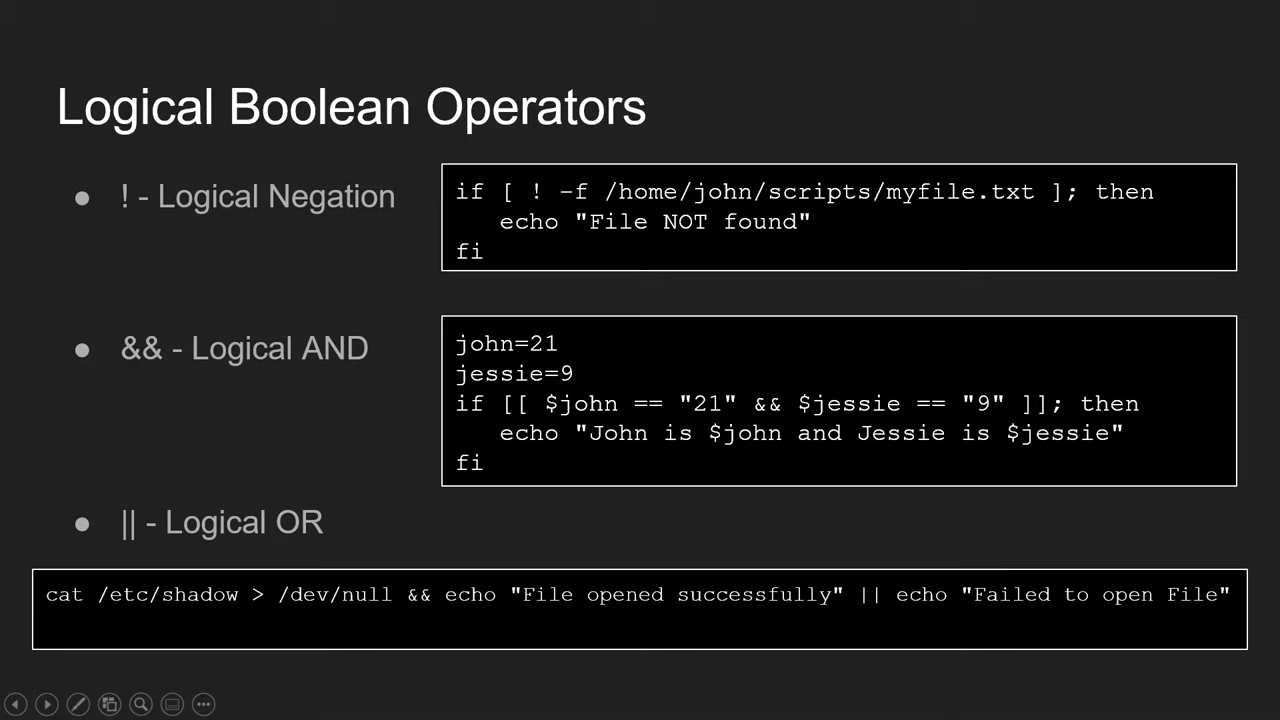 Logical Boolean Operators
● ! - Logical Negation
if [ ! -f /home/john/scripts/myfile.txt ]; then
   echo "File NOT found"
fi
● && - Logical AND
john=21
jessie=9
if [[ $john == "21" && $jessie == "9" ]]; then
   echo "John is $john and Jessie is $jessie"
fi
● || - Logical OR
cat /etc/shadow > /dev/null && echo "File opened successfully" || echo "Failed to open File"